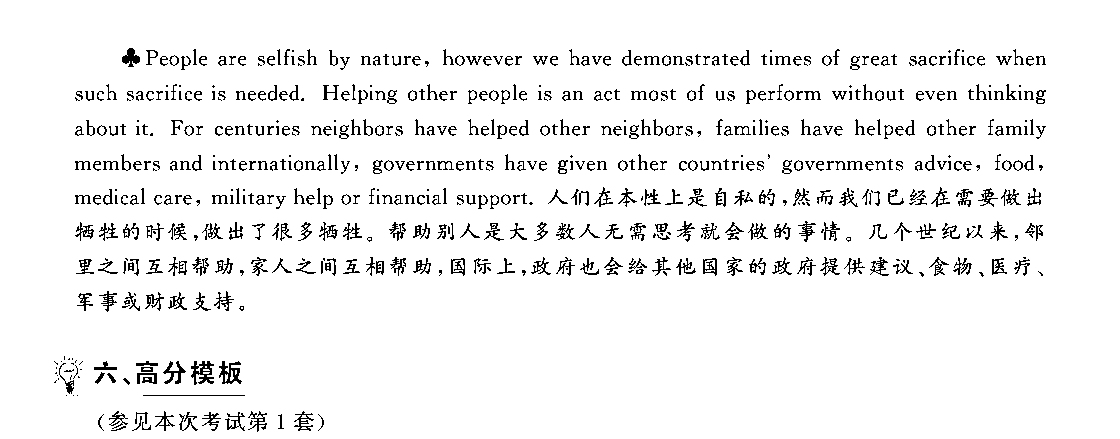 ♣People are selfish by nature, however we have demonstrated times of great sacrifice when
such sacrifice is needed. Helping other people is an act most of us perform without even thinking
about it. For centuries neighbors have helped other neighbors, families have helped other family
members and internationally, governments have given other countries' governments advice, food,
medical care, military help or financial support. 人们在本性上是自私的,然而我们已经在需要做出
牺牲的时候,做出了很多牺牲。帮助别人是大多数人无需思考就会做的事情。几个世纪以来,邻
里之间互相帮助,家人之间互相帮助,国际上,政府也会给其他国家的政府提供建议、食物、医疗、
军事或财政支持。
六、高分模板
(参见本次考试第 1 套)